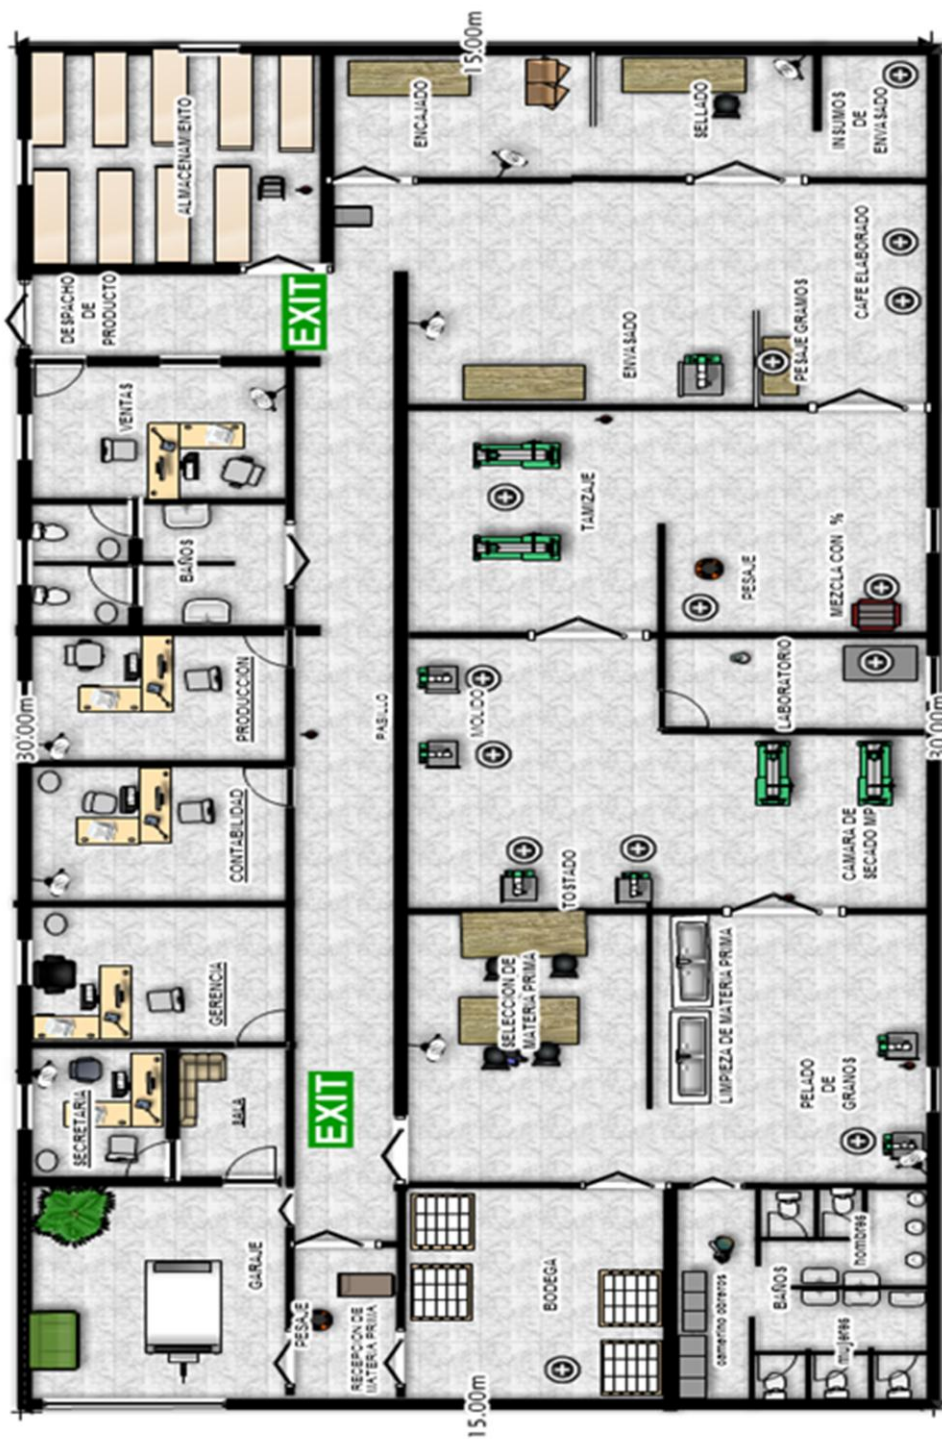 15.00m
ALMACENAMIENTO
ENCAJADO
SELLADO
INSUMOS
DE
ENVASADO
DESPACHO
DE
PRODUCTO
EXIT
ENVASADO
PESAJE GRAMOS
CAFE ELABORADO
VENTAS
BAÑOS
TAMIZAJE
PESAJE
MEZCLA CON %
30.00m
PRODUCCION
PASILLO
MOLIDO
LABORATORIO
30.00m
CONTABILIDAD
TOSTADO
CAMARA DE
SECADO MP
GERENCIA
SELECCION DE
MATERIA PRIMA
LIMPIEZA DE MATERIA PRIMA
SECRETARIA
SALA
EXIT
PELADO
DE
GRANOS
GARAJE
PESAJE
RECEPCION DE
MATERIA PRIMA
BODEGA
camerino obreros
BAÑOS
hombres
mujeres
15.00m